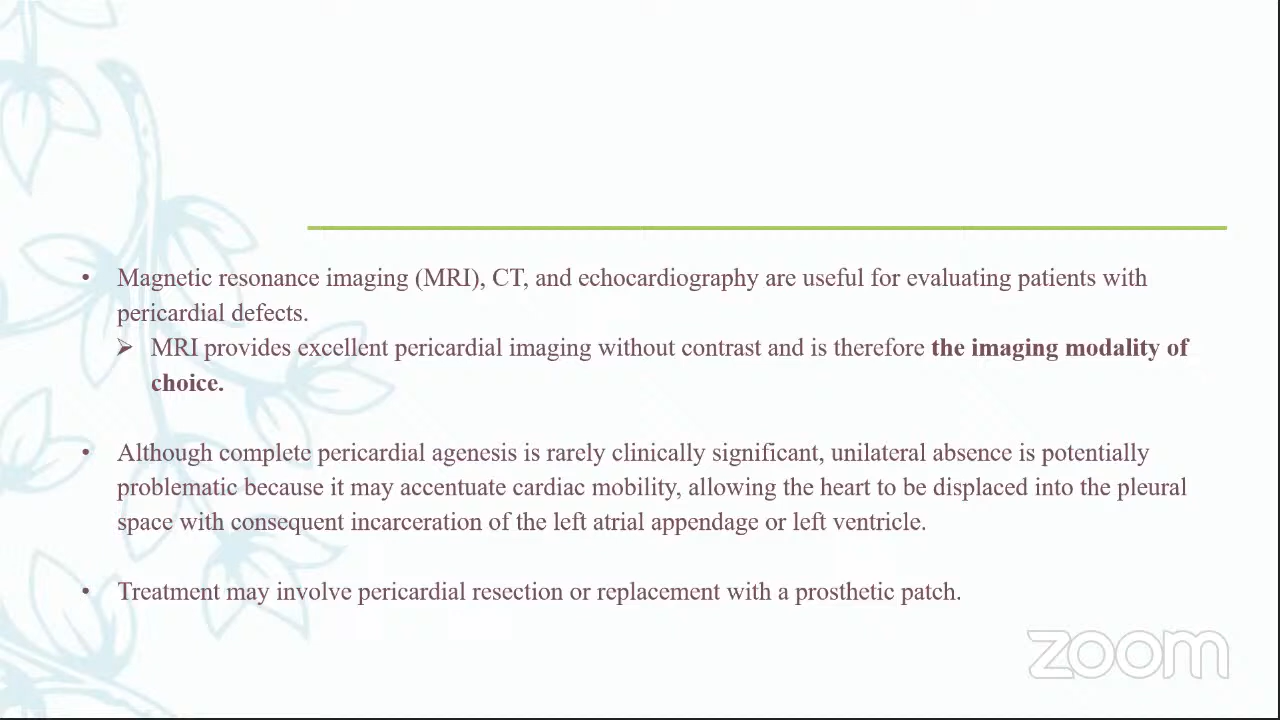 • Magnetic resonance imaging (MRI), CT, and echocardiography are useful for evaluating patients with
pericardial defects.
➢ MRI provides excellent pericardial imaging without contrast and is therefore the imaging modality of
choice.
• Although complete pericardial agenesis is rarely clinically significant, unilateral absence is potentially
problematic because it may accentuate cardiac mobility, allowing the heart to be displaced into the pleural
space with consequent incarceration of the left atrial appendage or left ventricle.
• Treatment may involve pericardial resection or replacement with a prosthetic patch.
zoom